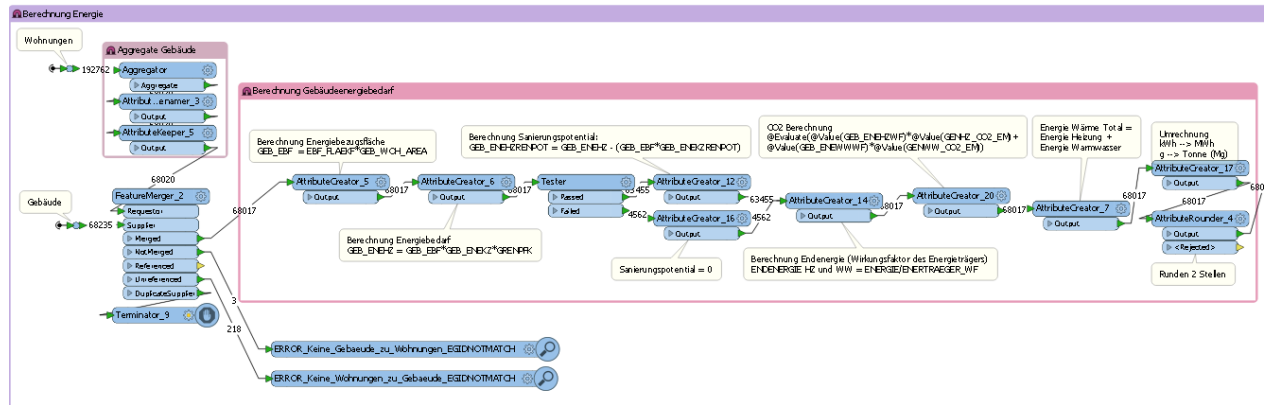 Berechnung Energie
Wohnungen
192762
Aggregate Gebäude
Aggregator
Aggregate
68020
Attribut...enamer_3
Output
AttributeKeeper_5
Output
68020
Gebäude
68235
FeatureMerger_2
Requestor
Supplier
Merged
NotMerged
Referenced
Unreferenced
DuplicateSupplier
Terminator_9
68017
3
218
ERROR_Keine_Gebaeude_zu_Wohnungen_EGIDNOTMATCH
ERROR_Keine_Wohnungen_zu_Gebaeude_EGIDNOTMATCH
Berechnung Gebäudeenergiebedarf
Berechnung Energiebezugsfläche
GEB_EBF = EBF_FLAEKF*GEB_WOH_AREA
AttributeCreator_5
Output
68017
AttributeCreator_6
Output
68017
Berechnung Energiebedarf
GEB_ENEHZ = GEB_EBF*GEB_ENEKZ*GRENPFK
Tester
Passed
Failed
63455
4562
Berechnung Sanierungspotential:
GEB_ENEHZRENPOT = GEB_ENEHZ - (GEB_EBF*GEB_ENEKZRENPOT)
AttributeCreator_12
Output
63455
AttributeCreator_16
Output
4562
Sanierungspotential = 0
AttributeCreator_14
Output
68017
Berechnung Endenergie (Wirkungsfaktor des Energieträgers)
ENDENERGIE HZ und WW = ENERGIE/ENERTRAEGER_WF
CO2 Berechnung
@Evaluate(@Value(GEB_ENEHZWF)*@Value(GENHZ_CO2_EM) +
@Value(GEB_ENEWWWF)*@Value(GENWW_CO2_EM))
AttributeCreator_20
Output
68017
Energie Wärme Total =
Energie Heizung +
Energie Warmwasser
AttributeCreator_7
Output
68017
Umrechnung
kWh --> MWh
g --> Tonne (Mg)
AttributeCreator_17
Output
68017
AttributeRounder_4
Output
<Rejected>
Runden 2 Stellen